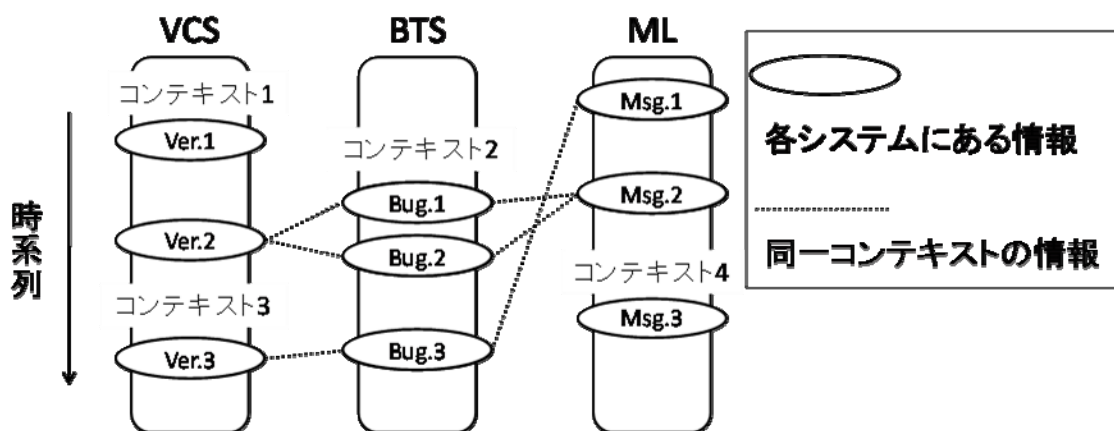 VCS
BTS
ML
コンテキスト1
Ver.1
Ver.2
コンテキスト3
Ver.3
コンテキスト2
Bug.1
Bug.2
Bug.3
Msg.1
Msg.2
コンテキスト4
Msg.3
時系列
各システムにある情報
同一コンテキストの情報